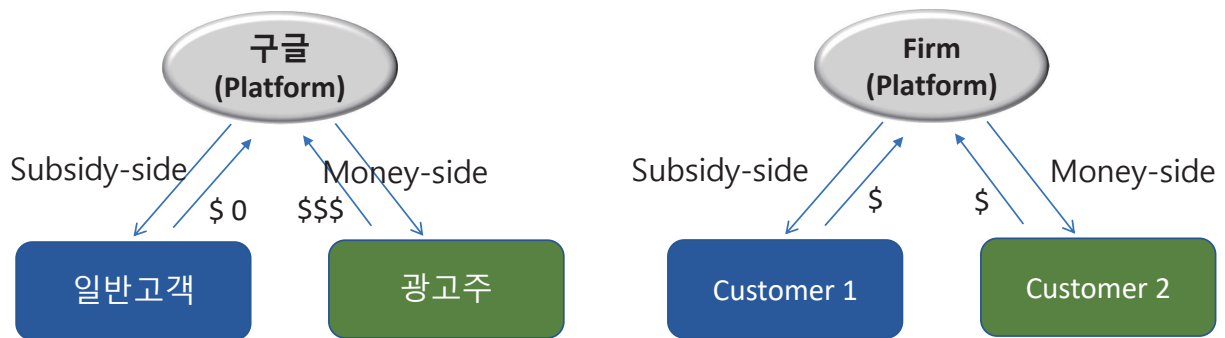 구글
(Platform)
Subsidy-side
Money-side
$ 0
$$$
일반고객
광고주
Firm
(Platform)
Subsidy-side
Money-side
$
$
Customer 1
Customer 2